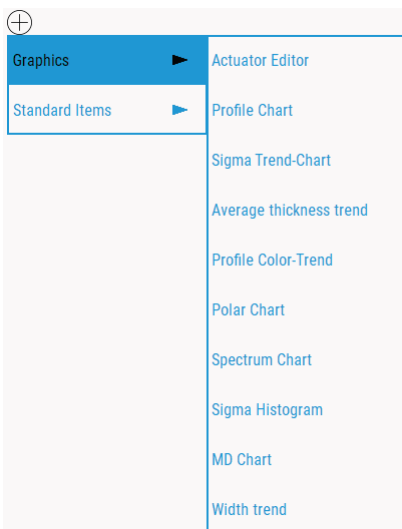 Graphics
Standard Items
Actuator Editor
Profile Chart
Sigma Trend-Chart
Average thickness trend
Profile Color-Trend
Polar Chart
Spectrum Chart
Sigma Histogram
MD Chart
Width trend